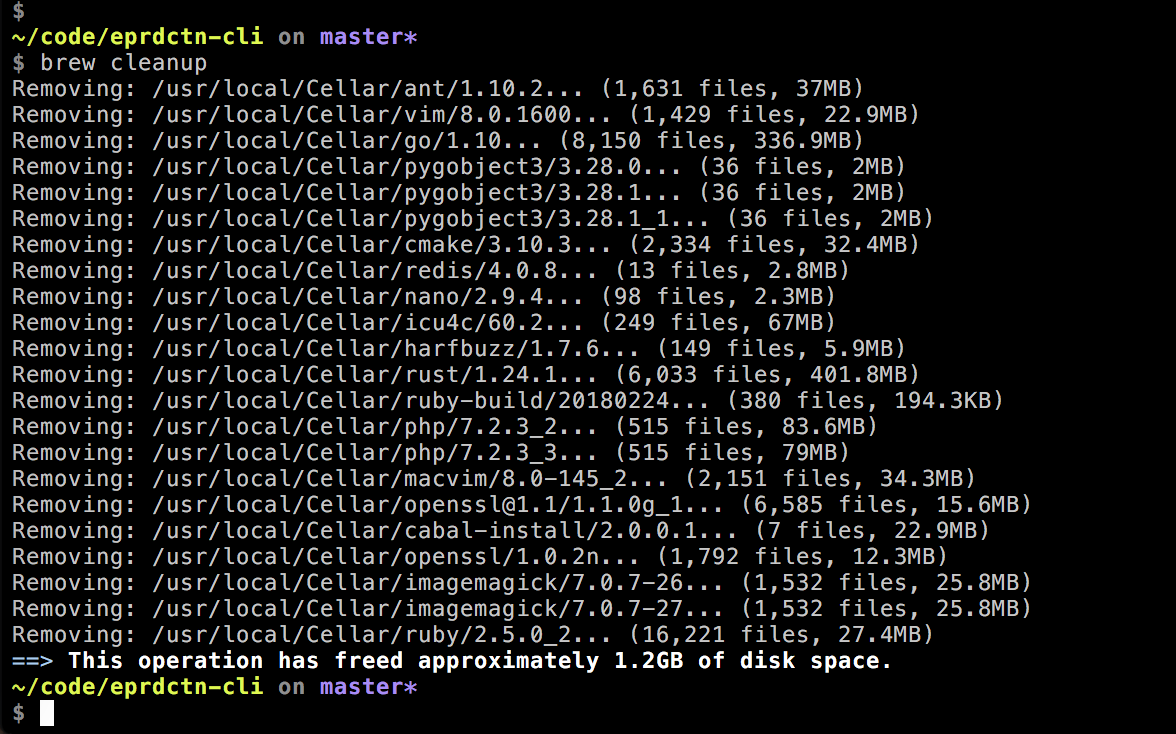 $
~/code/eprdctn-cli on master*
$ brew cleanup
Removing: /usr/local/Cellar/ant/1.10.2... (1,631 files, 37MB)
Removing: /usr/local/Cellar/vim/8.0.1600... (1,429 files, 22.9MB)
Removing: /usr/local/Cellar/go/1.10... (8,150 files, 336.9MB)
Removing: /usr/local/Cellar/pygobject3/3.28.0... (36 files, 2MB)
Removing: /usr/local/Cellar/pygobject3/3.28.1... (36 files, 2MB)
Removing: /usr/local/Cellar/pygobject3/3.28.1_1... (36 files, 2MB)
Removing: /usr/local/Cellar/cmake/3.10.3... (2,334 files, 32.4MB)
Removing: /usr/local/Cellar/redis/4.0.8... (13 files, 2.8MB)
Removing: /usr/local/Cellar/nano/2.9.4... (98 files, 2.3MB)
Removing: /usr/local/Cellar/icu4c/60.2... (249 files, 67MB)
Removing: /usr/local/Cellar/harfbuzz/1.7.6... (149 files, 5.9MB)
Removing: /usr/local/Cellar/rust/1.24.1... (6,033 files, 401.8MB)
Removing: /usr/local/Cellar/ruby-build/20180224... (380 files, 194.3KB)
Removing: /usr/local/Cellar/php/7.2.3_2... (515 files, 83.6MB)
Removing: /usr/local/Cellar/php/7.2.3_3... (515 files, 79MB)
Removing: /usr/local/Cellar/macvim/8.0-145_2... (2,151 files, 34.3MB)
Removing: /usr/local/Cellar/openssl@1.1/1.1.0g_1... (6,585 files, 15.6MB)
Removing: /usr/local/Cellar/cabal-install/2.0.0.1... (7 files, 22.9MB)
Removing: /usr/local/Cellar/openssl/1.0.2n... (1,792 files, 12.3MB)
Removing: /usr/local/Cellar/imagemagick/7.0.7-26... (1,532 files, 25.8MB)
Removing: /usr/local/Cellar/imagemagick/7.0.7-27... (1,532 files, 25.8MB)
Removing: /usr/local/Cellar/ruby/2.5.0_2... (16,221 files, 27.4MB)
==> This operation has freed approximately 1.2GB of disk space.
~/code/eprdctn-cli on master*
$